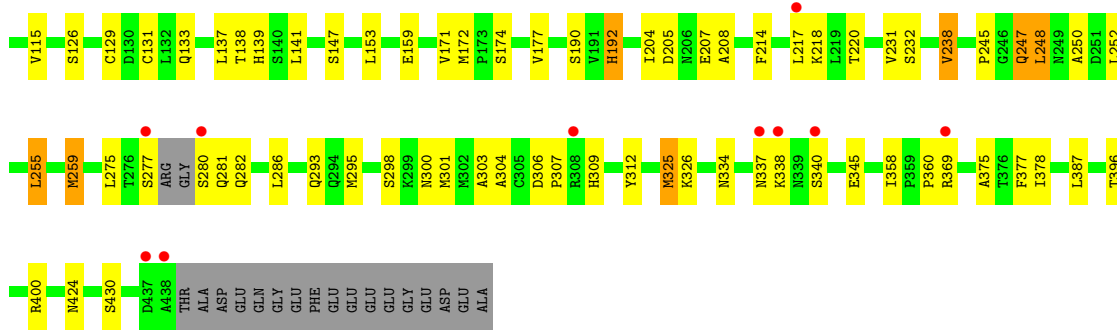 V115 S126 C129 D130 C131 L132 Q133 L137 T138 H139 S140 L141 S147 L153 E159 V171 M172 P173 S174 V177 S190 V191 H192 I204 D205 N206 E207 A208 F214 L217 K218 L219 T220 V231 S232 V238 P245 G246 Q247 L248 N249 A250 D251 L252
L255 M259 L275 T276 S277 ARG GLY S280 Q281 Q282 L286 Q293 Q294 M295 S298 K299 N300 M301 M302 A303 A304 C305 D306 P307 R308 H309 Y312 M325 K326 N334 N337 K338 N339 S340 E345 I358 P359 P360 R369 A375 T376 F377 I378 L387 T396
R400 N424 S430 D437 A438 THR ALA ASP GLU GLN GLY GLU PHE GLU GLU GLU GLU GLY GLU ASP GLU ALA